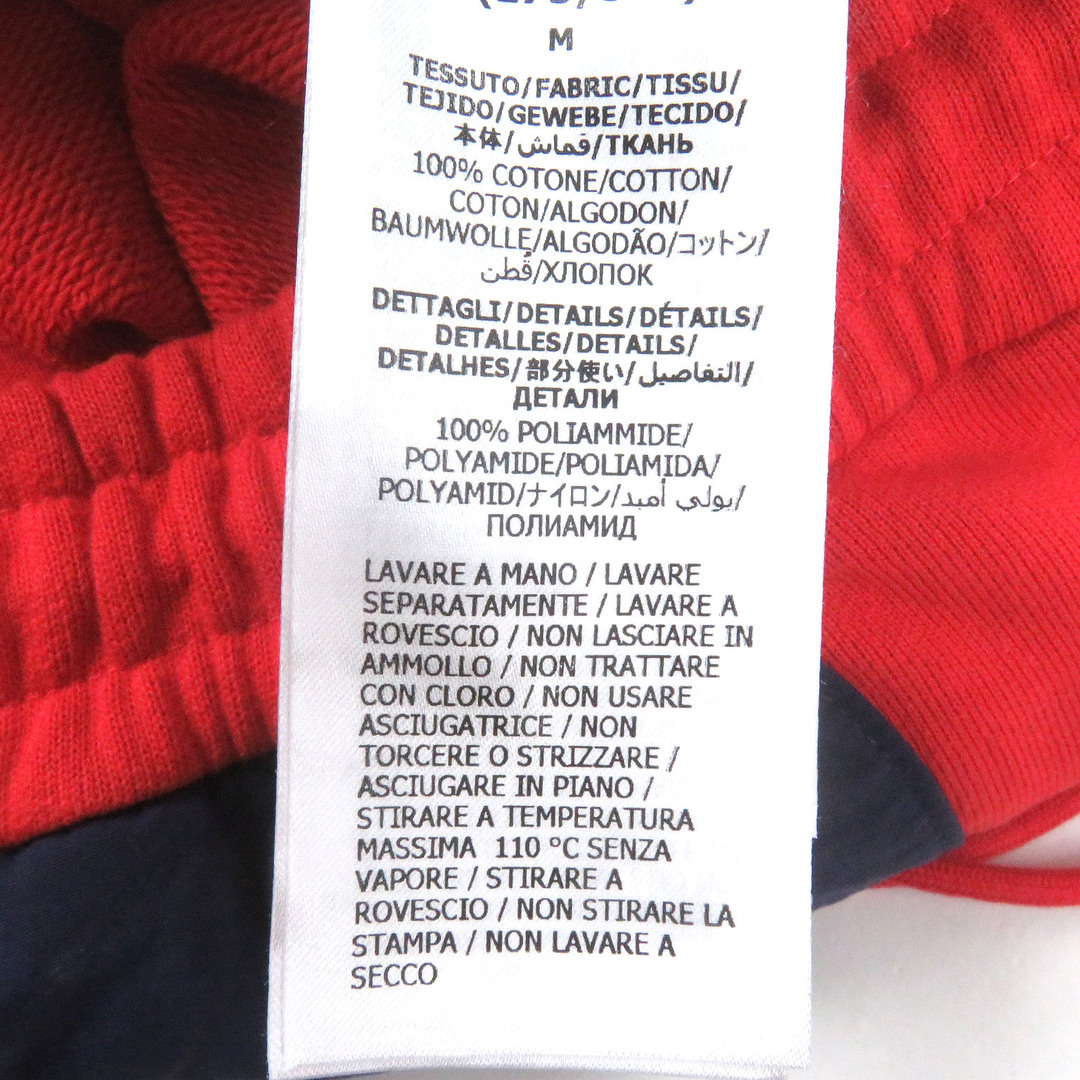 M
TESSUTO/FABRIC/TISSU/
TEJIDO/GEWEBE/TECIDO/
本体/قماش/ТКАНЬ
100% COTONE/COTTON/
COTON/ALGODON/
BAUMWOLLE/ALGODÃO/コットン/
قُطن/ХЛОПОК
DETTAGLI/DETAILS/DÉTAILS/
DETALLES/DETAILS/
DETALHES/部分使い/التفاصيل/
ДЕТАЛИ
100% POLIAMMIDE/
POLYAMIDE/POLIAMIDA/
POLYAMID/ナイロン/بولي أميد/
ПОЛИАМИД
LAVARE A MANO / LAVARE
SEPARATAMENTE / LAVARE A
ROVESCIO / NON LASCIARE IN
AMMOLLO / NON TRATTARE
CON CLORO / NON USARE
ASCIUGATRICE / NON
TORCERE O STRIZZARE /
ASCIUGARE IN PIANO /
STIRARE A TEMPERATURA
MASSIMA 110 °C SENZA
VAPORE / STIRARE A
ROVESCIO / NON STIRARE LA
STAMPA / NON LAVARE A
SECCO